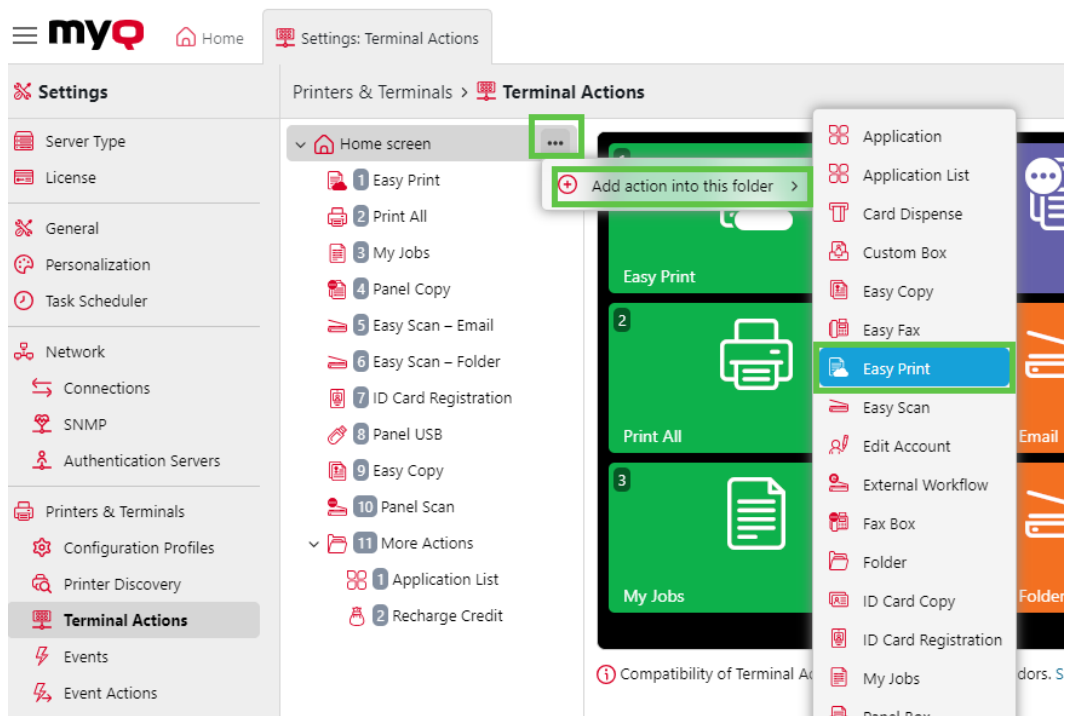 myQ
Home
Settings: Terminal Actions
Settings
Printers & Terminals > Terminal Actions
Server Type
License
General
Personalization
Task Scheduler
Network
Connections
SNMP
Authentication Servers
Printers & Terminals
Configuration Profiles
Printer Discovery
Terminal Actions
Events
Event Actions
Home screen
1 Easy Print
2 Print All
3 My Jobs
4 Panel Copy
5 Easy Scan – Email
6 Easy Scan – Folder
7 ID Card Registration
8 Panel USB
9 Easy Copy
10 Panel Scan
11 More Actions
1 Application List
2 Recharge Credit
Add action into this folder
Easy Print
2
Print All
Email
3
My Jobs
Folder
Compatibility of Terminal
dors. S
Application
Application List
Card Dispense
Custom Box
Easy Copy
Easy Fax
Easy Print
Easy Scan
Edit Account
External Workflow
Fax Box
Folder
ID Card Copy
ID Card Registration
My Jobs
Panel Box